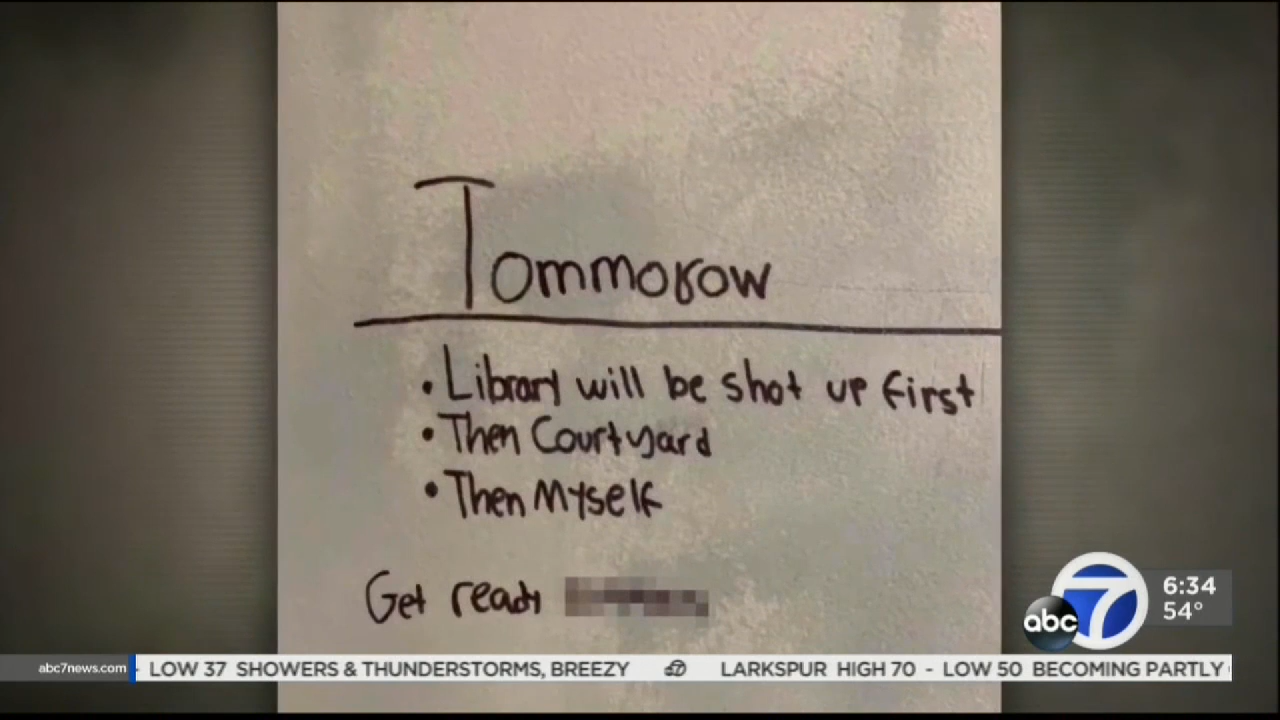 Tommorow
• Library will be shot up first
• Then Courtyard
• Then Myself
Get ready
abc 7
6:34
54°
abc7news.com
LOW 37 SHOWERS & THUNDERSTORMS, BREEZY
LARKSPUR HIGH 70 - LOW 50 BECOMING PARTLY